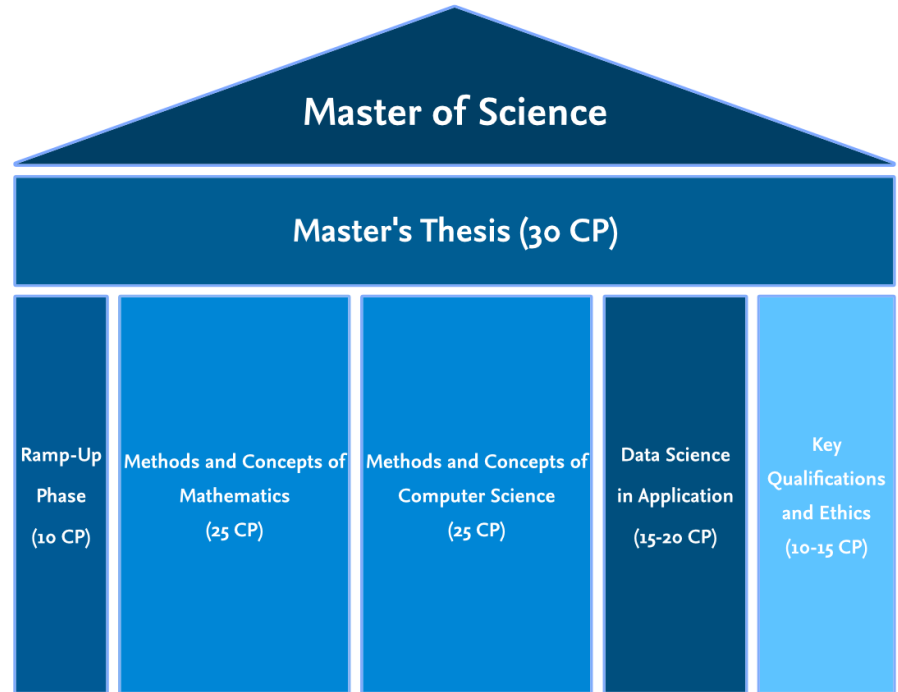 Master of Science
Master's Thesis (30 CP)
Ramp-Up
Phase
(10 CP)
Methods and Concepts of
Mathematics
(25 CP)
Methods and Concepts of
Computer Science
(25 CP)
Data Science
in Application
(15-20 CP)
Key
Qualifications
and Ethics
(10-15 CP)